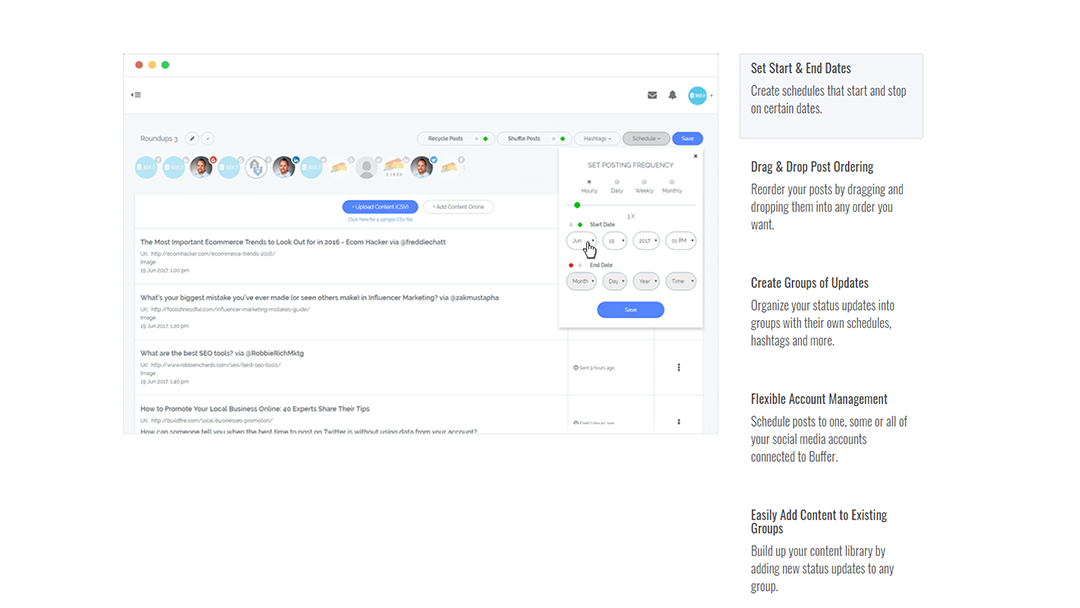 Roundups 3
Recycle Posts
Shuffle Posts
Hashtags
Schedule
Save
SET POSTING FREQUENCY
Hourly
Daily
Weekly
Monthly
3 X
Start Date
Jun
19
2017
01 PM
End Date
Month
Day
Year
Time
Save
+ Upload Content (CSV)
+ Add Content Online
Click here for a sample CSV file
The Most Important Ecommerce Trends to Look Out for in 2016 - Ecom Hacker via @freddiechatt
Url: http://ecomhacker.com/ecommerce-trends-2016/
Image
19 Jun 2017, 1:00 pm
What's your biggest mistake you've ever made (or seen others make) in Influencer Marketing? via @zakmustapha
Url: http://foolishnessfile.com/influencer-marketing-mistakes-guide/
Image
19 Jun 2017, 1:20 pm
What are the best SEO tools? via @RobbieRichMktg
Url: http://www.robbierichards.com/seo/best-seo-tools/
Image
19 Jun 2017, 1:40 pm
Sent 5 hours ago
How to Promote Your Local Business Online: 40 Experts Share Their Tips
Url: http://buildfire.com/local-businesses-promotion/
How can someone tell you when the best time to post on Twitter is without using data from your account?
Set Start & End Dates
Create schedules that start and stop
on certain dates.
Drag & Drop Post Ordering
Reorder your posts by dragging and
dropping them into any order you
want.
Create Groups of Updates
Organize your status updates into
groups with their own schedules,
hashtags and more.
Flexible Account Management
Schedule posts to one, some or all of
your social media accounts
connected to Buffer.
Easily Add Content to Existing
Groups
Build up your content library by
adding new status updates to any
group.